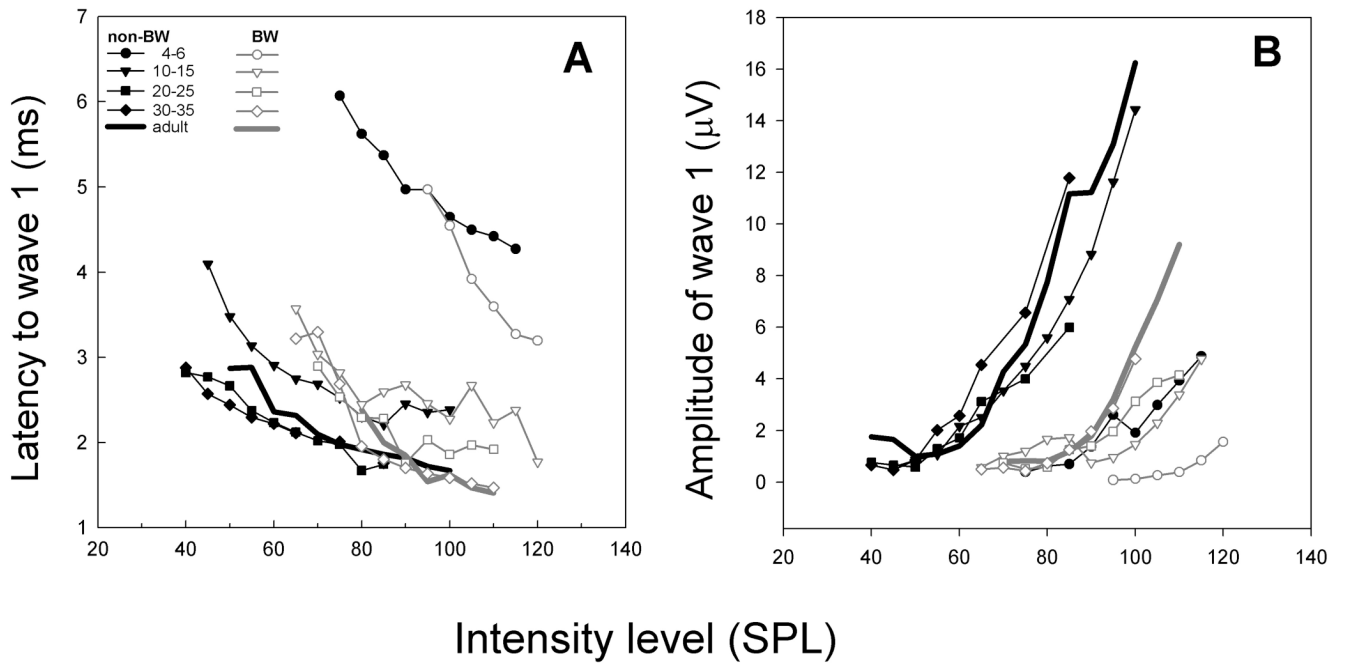 A
non-BW BW
4-6
10-15
20-25
30-35
adult
Latency to wave 1 (ms)
7
6
5
4
3
2
1
20 40 60 80 100 120 140
B
Amplitude of wave 1 (μV)
18
16
14
12
10
8
6
4
2
0
20 40 60 80 100 120 140
Intensity level (SPL)